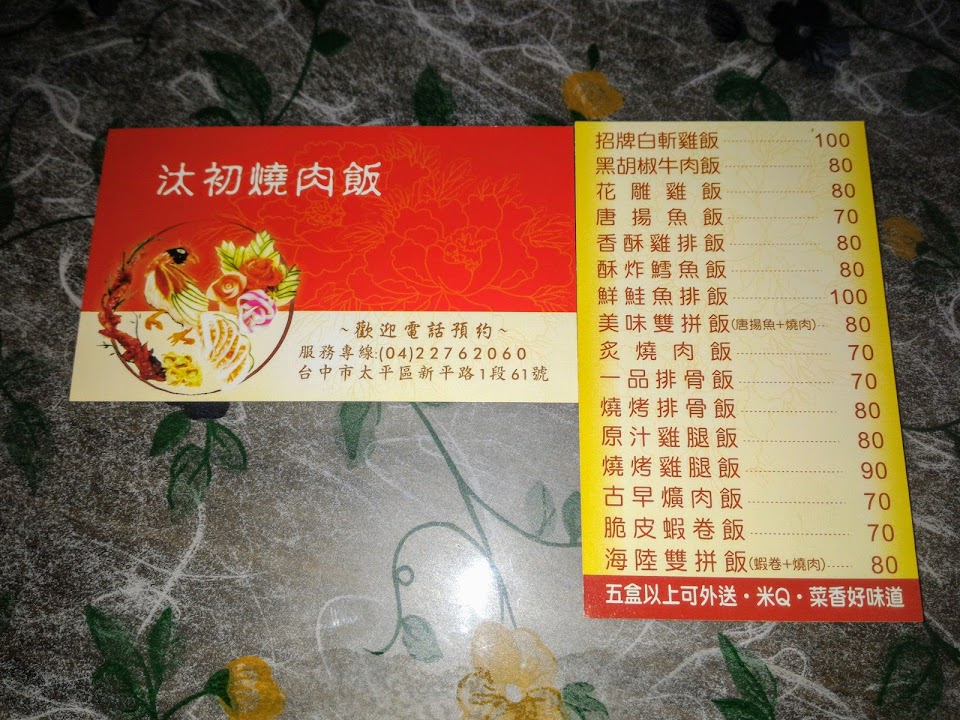 汰初燒肉飯
~歡迎電話預約~
服務專線:(04)22762060
台中市太平區新平路1段61號
招牌白斬雞飯 100
黑胡椒牛肉飯 80
花雕雞飯 80
唐揚魚飯 70
香酥雞排飯 80
酥炸鱈魚飯 80
鮮鮭魚排飯 100
美味雙拼飯(唐揚魚+燒肉) 80
炙燒肉飯 70
一品排骨飯 70
燒烤排骨飯 80
原汁雞腿飯 80
燒烤雞腿飯 90
古早爌肉飯 70
脆皮蝦卷飯 70
海陸雙拼飯(蝦卷+燒肉) 80
五盒以上可外送・米Q・菜香好味道